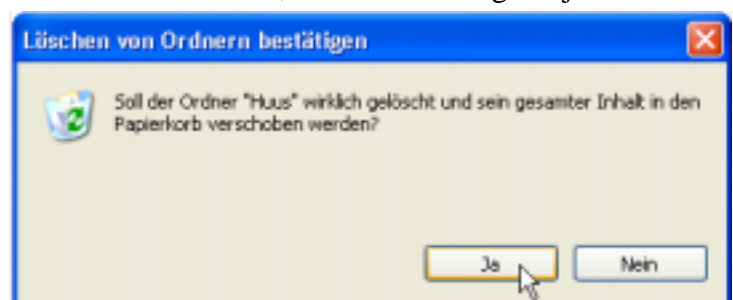 Löschen von Ordnern bestätigen
Soll der Ordner "Huus" wirklich gelöscht und sein gesamter Inhalt in den
Papierkorb verschoben werden?
Ja
Nein